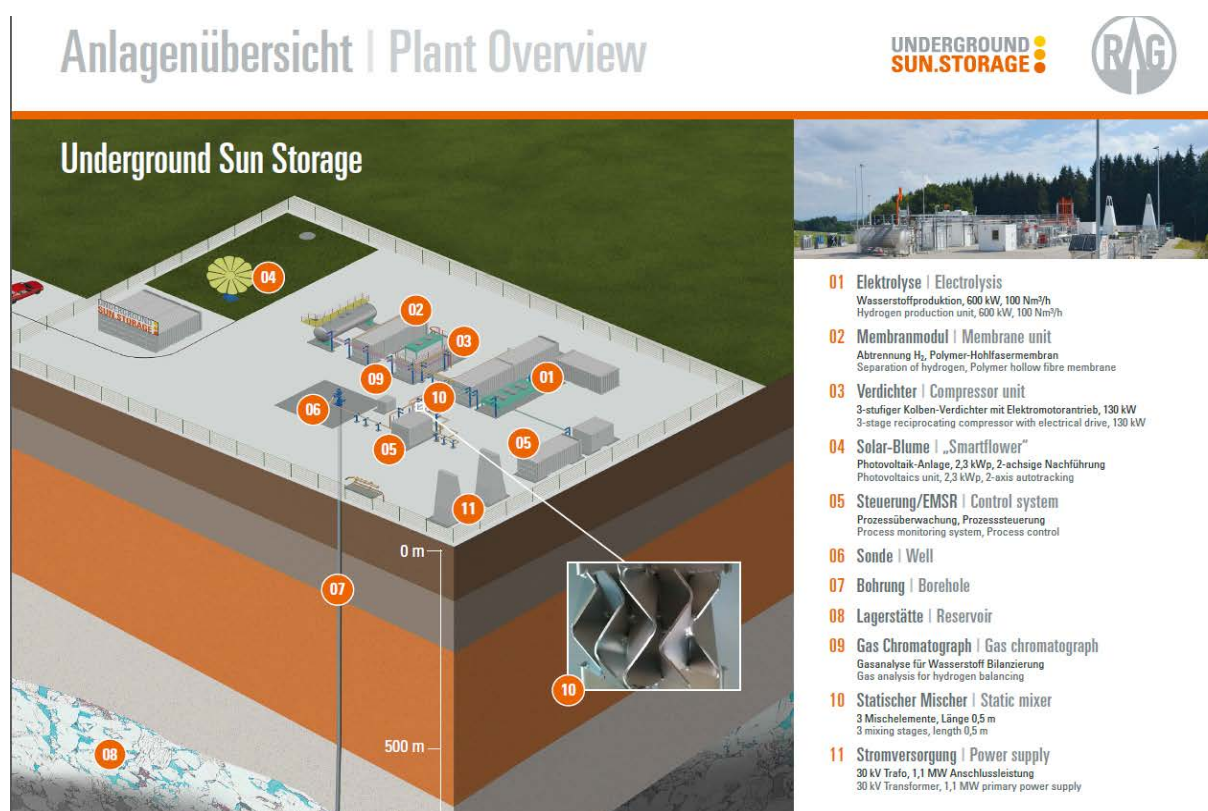 Anlagenübersicht | Plant Overview
UNDERGROUND
SUN.STORAGE
RAG
Underground Sun Storage
04
UNDERGROUND
SUN.STORAGE
02
03
09
01
10
06
05
05
11
0 m
07
10
500 m
08
01 Elektrolyse | Electrolysis
Wasserstoffproduktion, 600 kW, 100 Nm³/h
Hydrogen production unit, 600 kW, 100 Nm³/h
02 Membranmodul | Membrane unit
Abtrennung H₂, Polymer-Hohlfasermembran
Separation of hydrogen, Polymer hollow fibre membrane
03 Verdichter | Compressor unit
3-stufiger Kolben-Verdichter mit Elektromotorantrieb, 130 kW
3-stage reciprocating compressor with electrical drive, 130 kW
04 Solar-Blume | „Smartflower“
Photovoltaik-Anlage, 2,3 kWp, 2-achsige Nachführung
Photovoltaics unit, 2,3 kWp, 2-axis autotracking
05 Steuerung/EMSR | Control system
Prozessüberwachung, Prozesssteuerung
Process monitoring system, Process control
06 Sonde | Well
07 Bohrung | Borehole
08 Lagerstätte | Reservoir
09 Gas Chromatograph | Gas chromatograph
Gasanalyse für Wasserstoff Bilanzierung
Gas analysis for hydrogen balancing
10 Statischer Mischer | Static mixer
3 Mischelemente, Länge 0,5 m
3 mixing stages, length 0,5 m
11 Stromversorgung | Power supply
30 kV Trafo, 1,1 MW Anschlussleistung
30 kV Transformer, 1,1 MW primary power supply